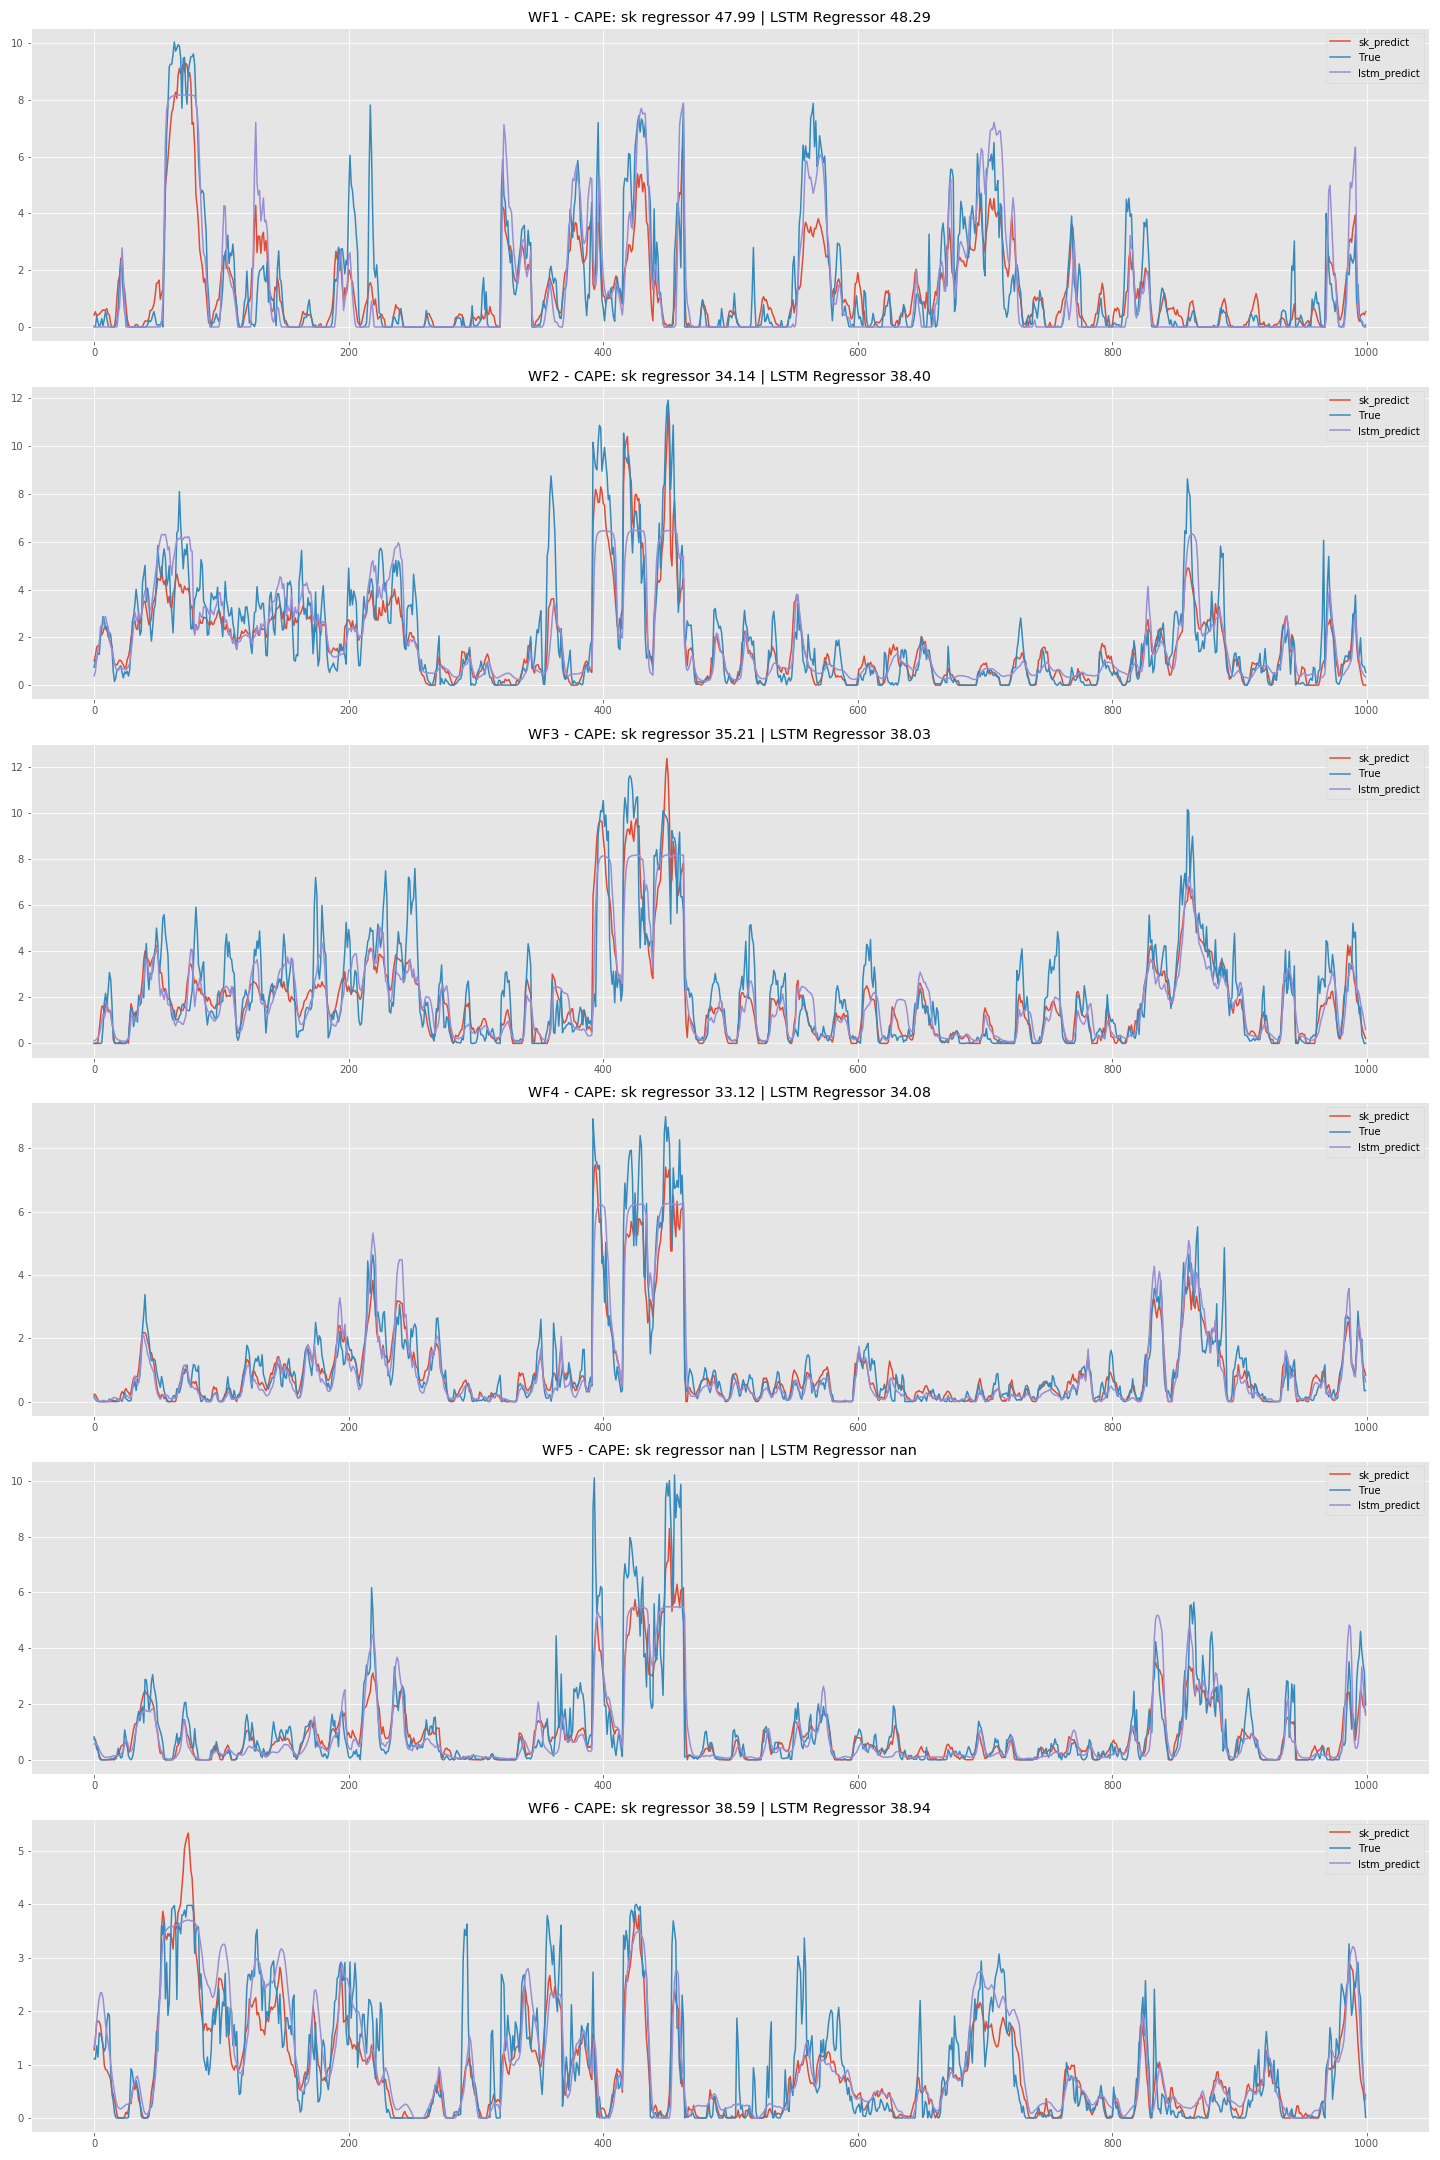 WF1 - CAPE: sk regressor 47.99 | LSTM Regressor 48.29
sk_predict
True
lstm_predict
10
8
6
4
2
0
0 200 400 600 800 1000
WF2 - CAPE: sk regressor 34.14 | LSTM Regressor 38.40
sk_predict
True
lstm_predict
12
10
8
6
4
2
0
0 200 400 600 800 1000
WF3 - CAPE: sk regressor 35.21 | LSTM Regressor 38.03
sk_predict
True
lstm_predict
12
10
8
6
4
2
0
0 200 400 600 800 1000
WF4 - CAPE: sk regressor 33.12 | LSTM Regressor 34.08
sk_predict
True
lstm_predict
8
6
4
2
0
0 200 400 600 800 1000
WF5 - CAPE: sk regressor nan | LSTM Regressor nan
sk_predict
True
lstm_predict
10
8
6
4
2
0
0 200 400 600 800 1000
WF6 - CAPE: sk regressor 38.59 | LSTM Regressor 38.94
sk_predict
True
lstm_predict
5
4
3
2
1
0
0 200 400 600 800 1000